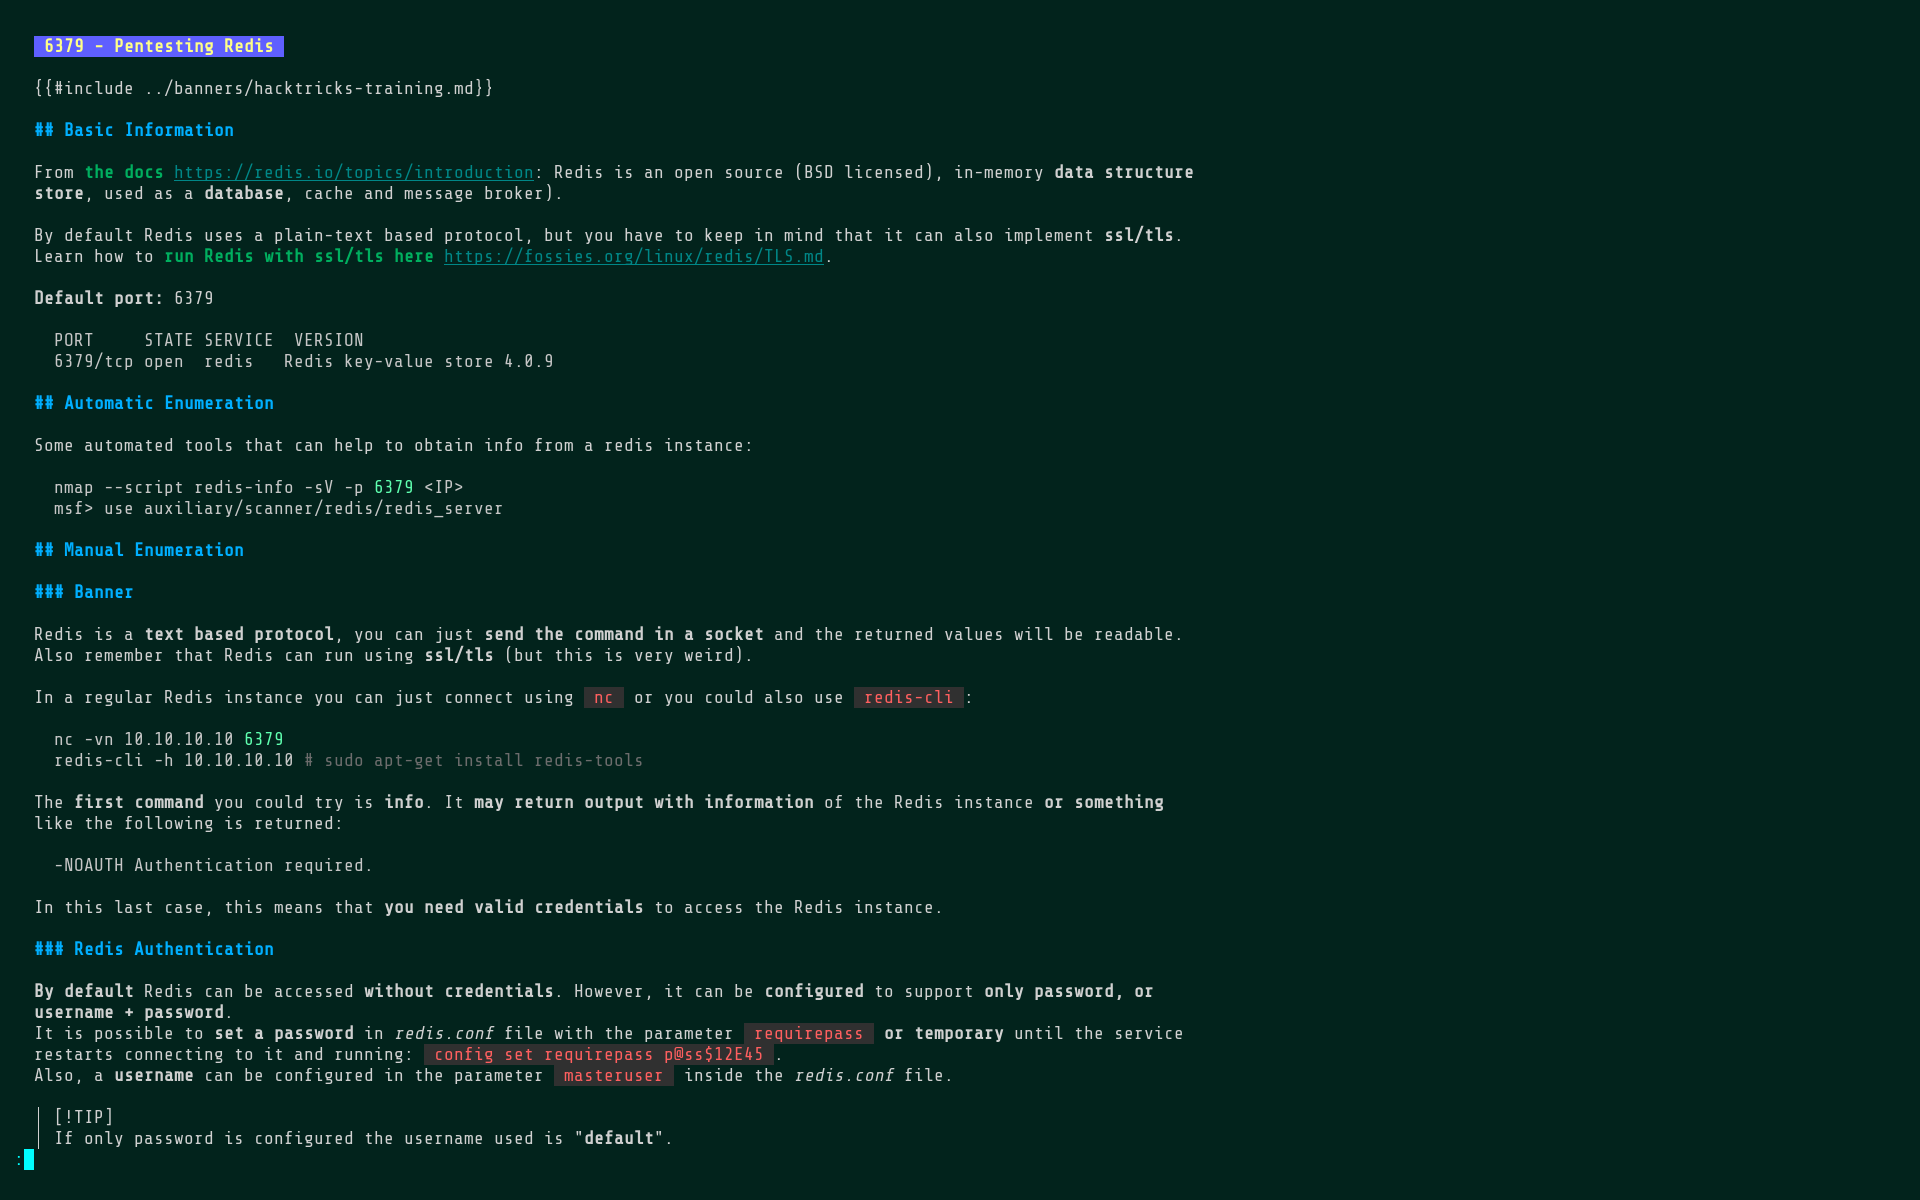 6379 - Pentesting Redis
{{#include ../banners/hacktricks-training.md}}
## Basic Information
From the docs https://redis.io/topics/introduction: Redis is an open source (BSD licensed), in-memory data structure
store, used as a database, cache and message broker).
By default Redis uses a plain-text based protocol, but you have to keep in mind that it can also implement ssl/tls.
Learn how to run Redis with ssl/tls here https://fossies.org/linux/redis/TLS.md.
Default port: 6379
PORT     STATE SERVICE  VERSION
6379/tcp open  redis   Redis key-value store 4.0.9
## Automatic Enumeration
Some automated tools that can help to obtain info from a redis instance:
nmap --script redis-info -sV -p 6379 <IP>
msf> use auxiliary/scanner/redis/redis_server
## Manual Enumeration
### Banner
Redis is a text based protocol, you can just send the command in a socket and the returned values will be readable.
Also remember that Redis can run using ssl/tls (but this is very weird).
In a regular Redis instance you can just connect using nc or you could also use redis-cli :
nc -vn 10.10.10.10 6379
redis-cli -h 10.10.10.10 # sudo apt-get install redis-tools
The first command you could try is info. It may return output with information of the Redis instance or something
like the following is returned:
-NOAUTH Authentication required.
In this last case, this means that you need valid credentials to access the Redis instance.
### Redis Authentication
By default Redis can be accessed without credentials. However, it can be configured to support only password, or
username + password.
It is possible to set a password in redis.conf file with the parameter requirepass or temporary until the service
restarts connecting to it and running: config set requirepass p@ss$12E45 .
Also, a username can be configured in the parameter masteruser inside the redis.conf file.
[!TIP]
If only password is configured the username used is "default".
: